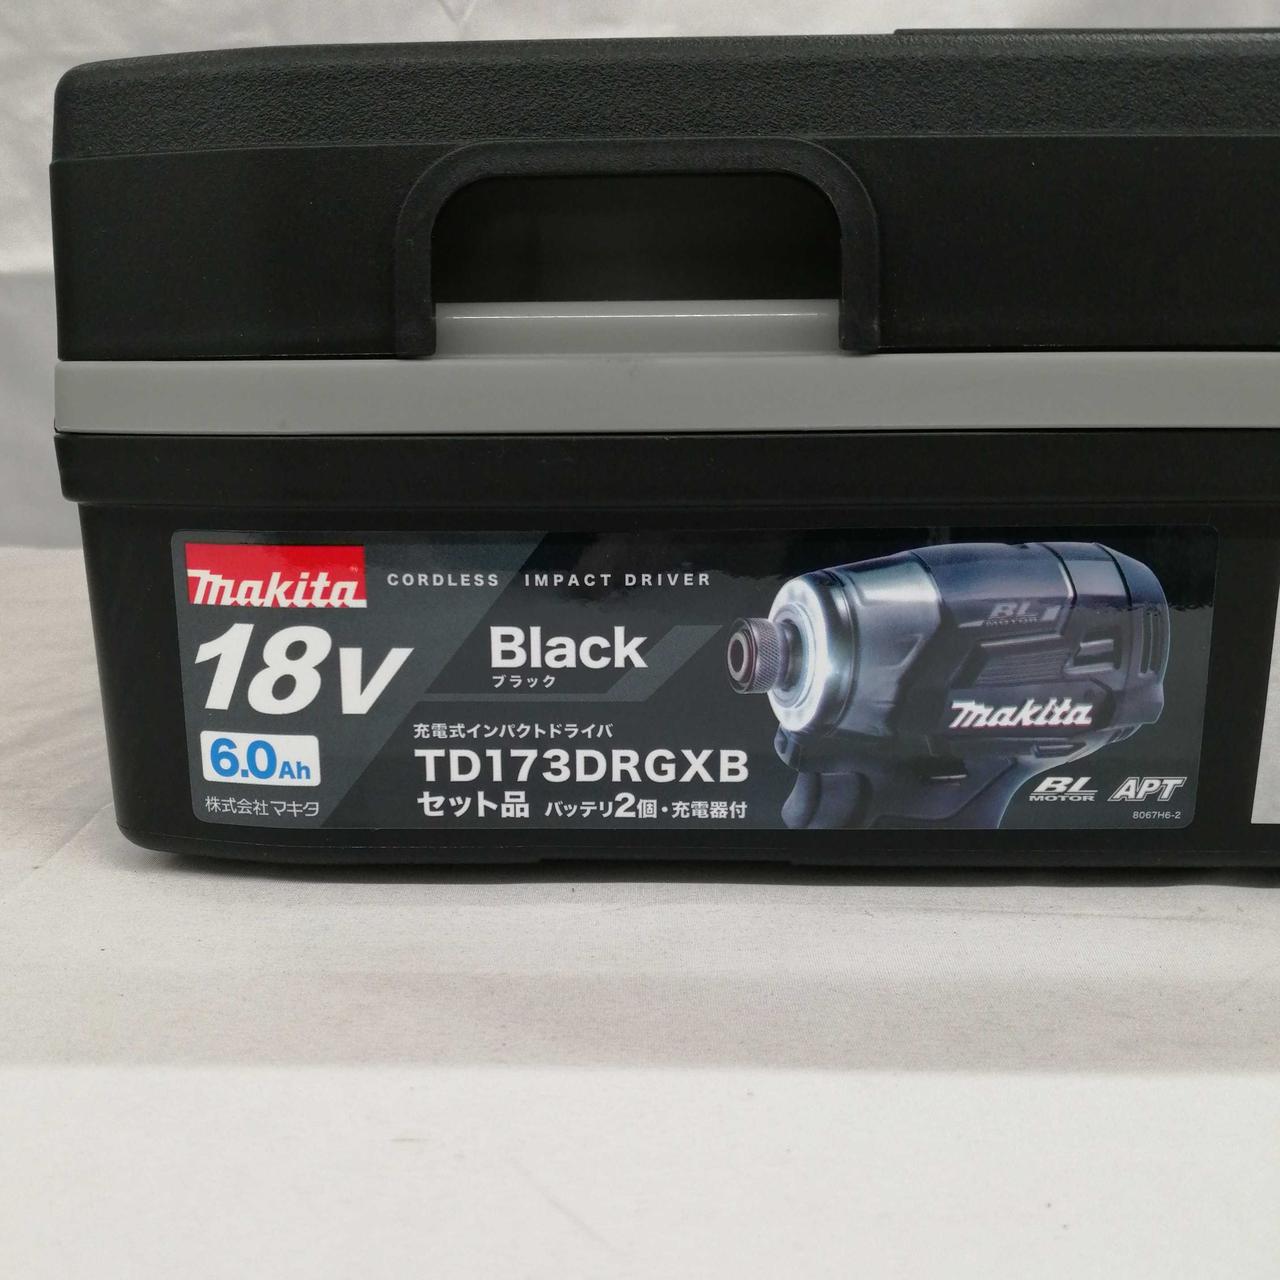 makita CORDLESS IMPACT DRIVER
18V
Black
ブラック
6.0Ah
株式会社マキタ
充電式インパクトドライバ
TD173DRGXB
セット品 バッテリ2個・充電器付
BL MOTOR
makita
BL MOTOR
APT
8067H6-2